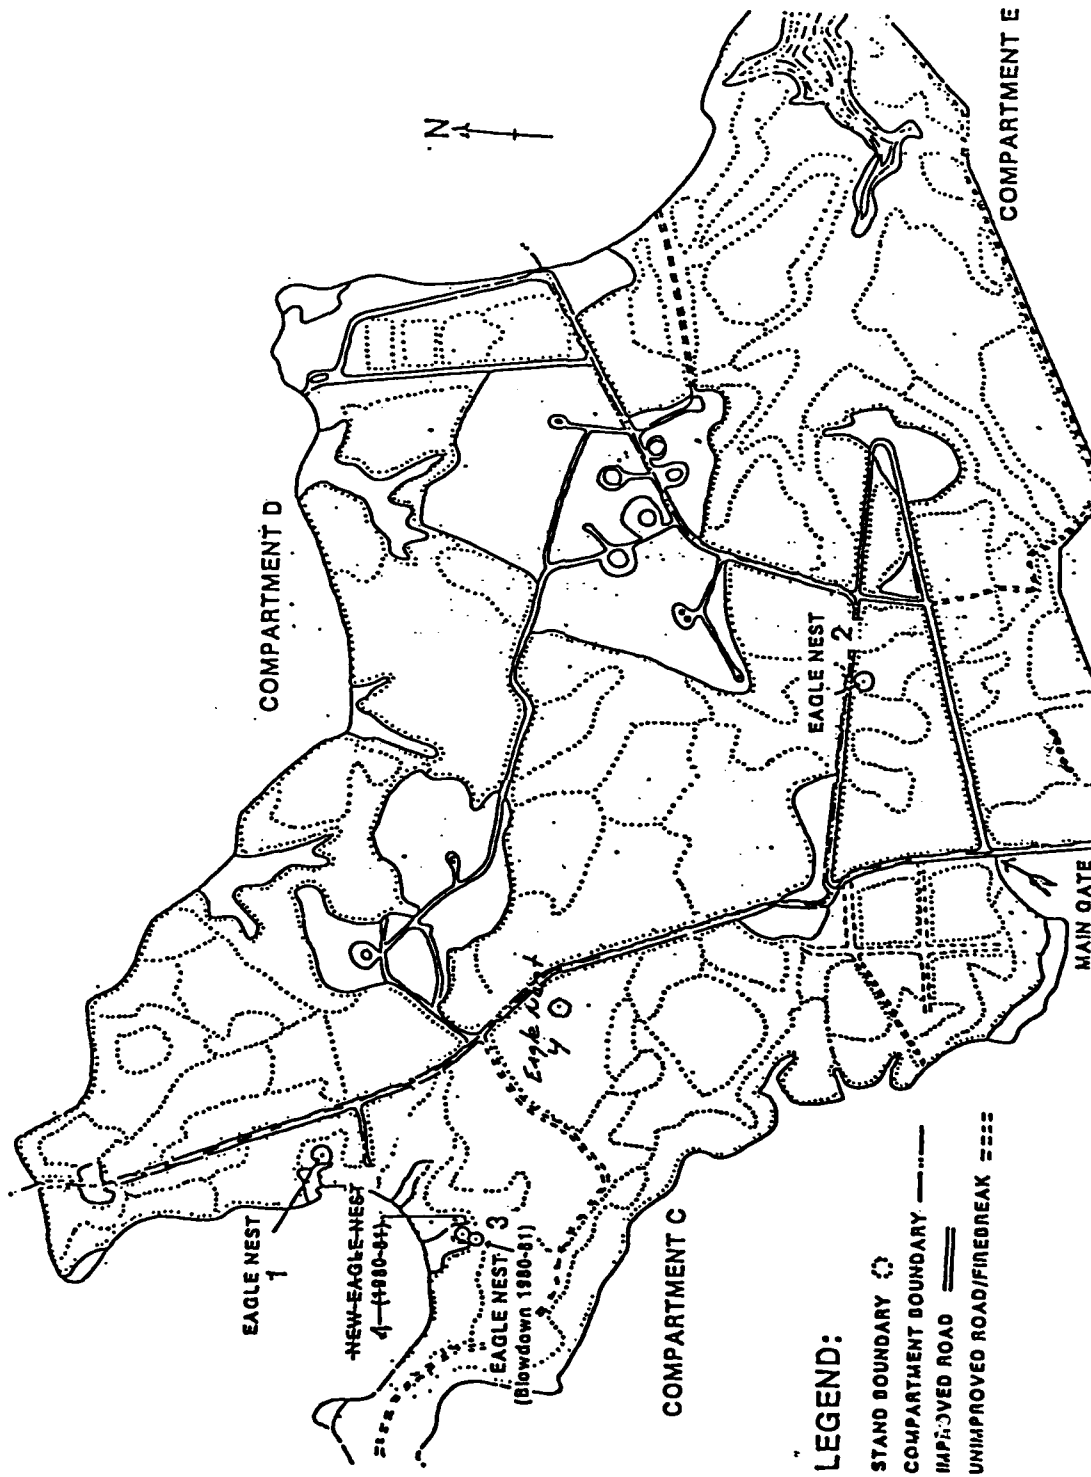 N
COMPARTMENT D
COMPARTMENT E
EAGLE NEST
1
NEW EAGLE NEST
4 (1980-81)
EAGLE NEST 3
(Blowdown 1980-81)
Eagle Nest
4
EAGLE NEST
2
COMPARTMENT C
MAIN GATE
LEGEND:
STAND BOUNDARY
COMPARTMENT BOUNDARY
IMPROVED ROAD
UNIMPROVED ROAD/FIREBREAK